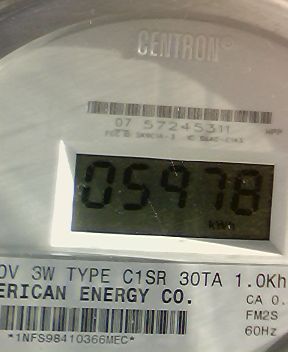 CENTRON®
07 57245311
05978
kWh
0V 3W TYPE C1SR 30TA 1.0Kh
ERICAN ENERGY CO.
CA 0.
FM2S
60Hz
*1NFS98410366MEC*